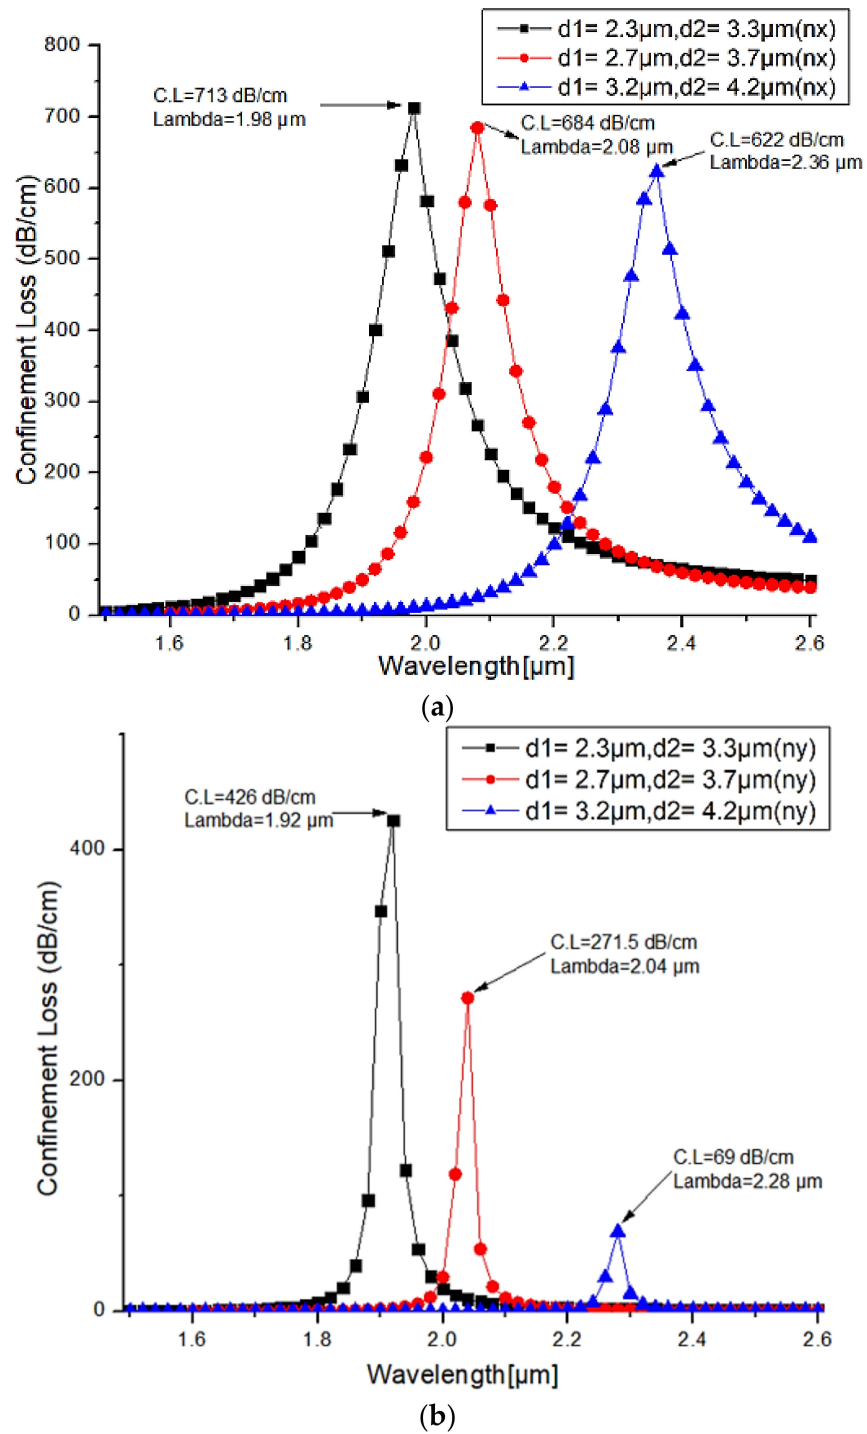 d1= 2.3µm,d2= 3.3µm(nx)
d1= 2.7µm,d2= 3.7µm(nx)
d1= 3.2µm,d2= 4.2µm(nx)
C.L=713 dB/cm
Lambda=1.98 µm
C.L=684 dB/cm
Lambda=2.08 µm
C.L=622 dB/cm
Lambda=2.36 µm
800
700
600
500
400
300
200
100
0
Confinement Loss (dB/cm)
1.6
1.8
2.0
2.2
2.4
2.6
Wavelength[µm]
(a)
d1= 2.3µm,d2= 3.3µm(ny)
d1= 2.7µm,d2= 3.7µm(ny)
d1= 3.2µm,d2= 4.2µm(ny)
C.L=426 dB/cm
Lambda=1.92 µm
C.L=271.5 dB/cm
Lambda=2.04 µm
C.L=69 dB/cm
Lambda=2.28 µm
400
200
0
Confinement Loss (dB/cm)
1.6
1.8
2.0
2.2
2.4
2.6
Wavelength[µm]
(b)